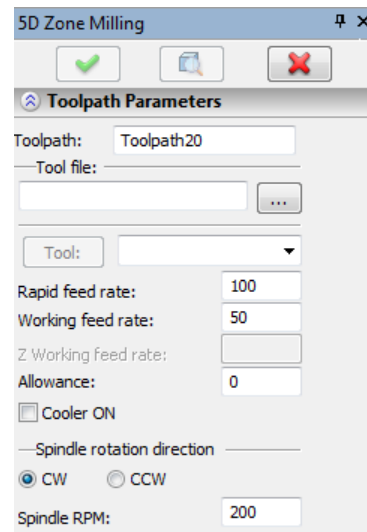 5D Zone Milling
Toolpath Parameters
Toolpath: Toolpath20
Tool file:
...
Tool:
Rapid feed rate: 100
Working feed rate: 50
Z Working feed rate:
Allowance: 0
Cooler ON
Spindle rotation direction
CW CCW
Spindle RPM: 200